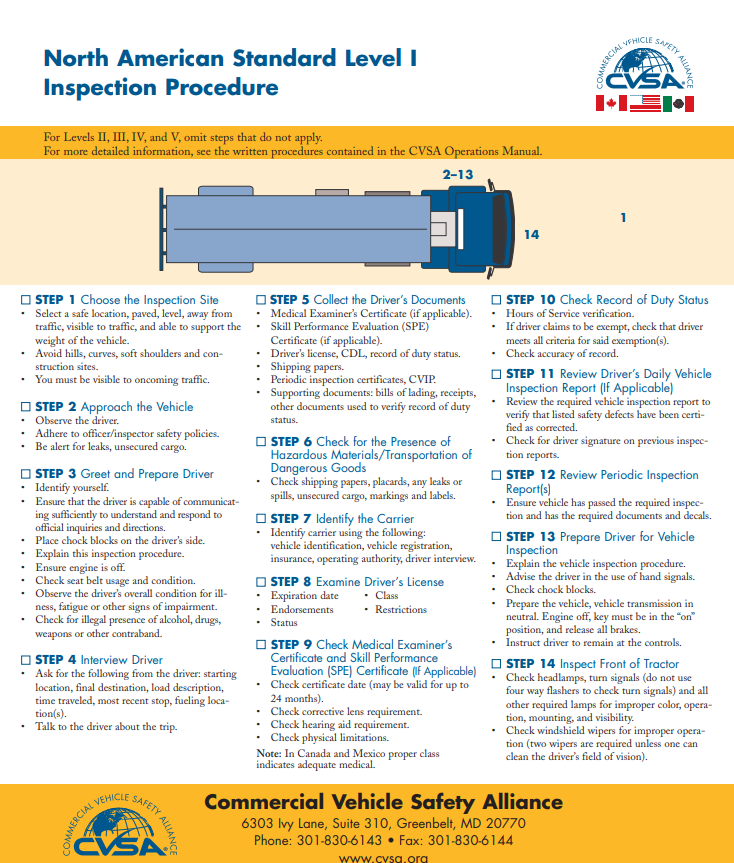 North American Standard Level I
Inspection Procedure
COMMERCIAL VEHICLE SAFETY ALLIANCE
CVSA®
For Levels II, III, IV, and V, omit steps that do not apply.
For more detailed information, see the written procedures contained in the CVSA Operations Manual.
2–13
14
1
STEP 1 Choose the Inspection Site
• Select a safe location, paved, level, away from
traffic, visible to traffic, and able to support the
weight of the vehicle.
• Avoid hills, curves, soft shoulders and con-
struction sites.
• You must be visible to oncoming traffic.
STEP 2 Approach the Vehicle
• Observe the driver.
• Adhere to officer/inspector safety policies.
• Be alert for leaks, unsecured cargo.
STEP 3 Greet and Prepare Driver
• Identify yourself.
• Ensure that the driver is capable of communicat-
ing sufficiently to understand and respond to
official inquiries and directions.
• Place chock blocks on the driver's side.
• Explain this inspection procedure.
• Ensure engine is off.
• Check seat belt usage and condition.
• Observe the driver's overall condition for ill-
ness, fatigue or other signs of impairment.
• Check for illegal presence of alcohol, drugs,
weapons or other contraband.
STEP 4 Interview Driver
• Ask for the following from the driver: starting
location, final destination, load description,
time traveled, most recent stop, fueling loca-
tion(s).
• Talk to the driver about the trip.
STEP 5 Collect the Driver's Documents
• Medical Examiner's Certificate (if applicable).
• Skill Performance Evaluation (SPE)
Certificate (if applicable).
• Driver's license, CDL, record of duty status.
• Shipping papers.
• Periodic inspection certificates, CVIP.
• Supporting documents: bills of lading, receipts,
other documents used to verify record of duty
status.
STEP 6 Check for the Presence of
Hazardous Materials/Transportation of
Dangerous Goods
• Check shipping papers, placards, any leaks or
spills, unsecured cargo, markings and labels.
STEP 7 Identify the Carrier
• Identify carrier using the following:
vehicle identification, vehicle registration,
insurance, operating authority, driver interview.
STEP 8 Examine Driver's License
• Expiration date • Class
• Endorsements • Restrictions
• Status
STEP 9 Check Medical Examiner's
Certificate and Skill Performance
Evaluation (SPE) Certificate (If Applicable)
• Check certificate date (may be valid for up to
24 months).
• Check corrective lens requirement.
• Check hearing aid requirement.
• Check physical limitations.
Note: In Canada and Mexico proper class
indicates adequate medical.
STEP 10 Check Record of Duty Status
• Hours of Service verification.
• If driver claims to be exempt, check that driver
meets all criteria for said exemption(s).
• Check accuracy of record.
STEP 11 Review Driver's Daily Vehicle
Inspection Report (If Applicable)
• Review the required vehicle inspection report to
verify that listed safety defects have been certi-
fied as corrected.
• Check for driver signature on previous inspec-
tion reports.
STEP 12 Review Periodic Inspection
Report(s)
• Ensure vehicle has passed the required inspec-
tion and has the required documents and decals.
STEP 13 Prepare Driver for Vehicle
Inspection
• Explain the vehicle inspection procedure.
• Advise the driver in the use of hand signals.
• Check chock blocks.
• Prepare the vehicle, vehicle transmission in
neutral. Engine off, key must be in the "on"
position, and release all brakes.
• Instruct driver to remain at the controls.
STEP 14 Inspect Front of Tractor
• Check headlamps, turn signals (do not use
four way flashers to check turn signals) and all
other required lamps for improper color, opera-
tion, mounting, and visibility.
• Check windshield wipers for improper opera-
tion (two wipers are required unless one can
clean the driver's field of vision).
COMMERCIAL VEHICLE SAFETY ALLIANCE
CVSA®
Commercial Vehicle Safety Alliance
6303 Ivy Lane, Suite 310, Greenbelt, MD 20770
Phone: 301-830-6143 • Fax: 301-830-6144
www.cvsa.org